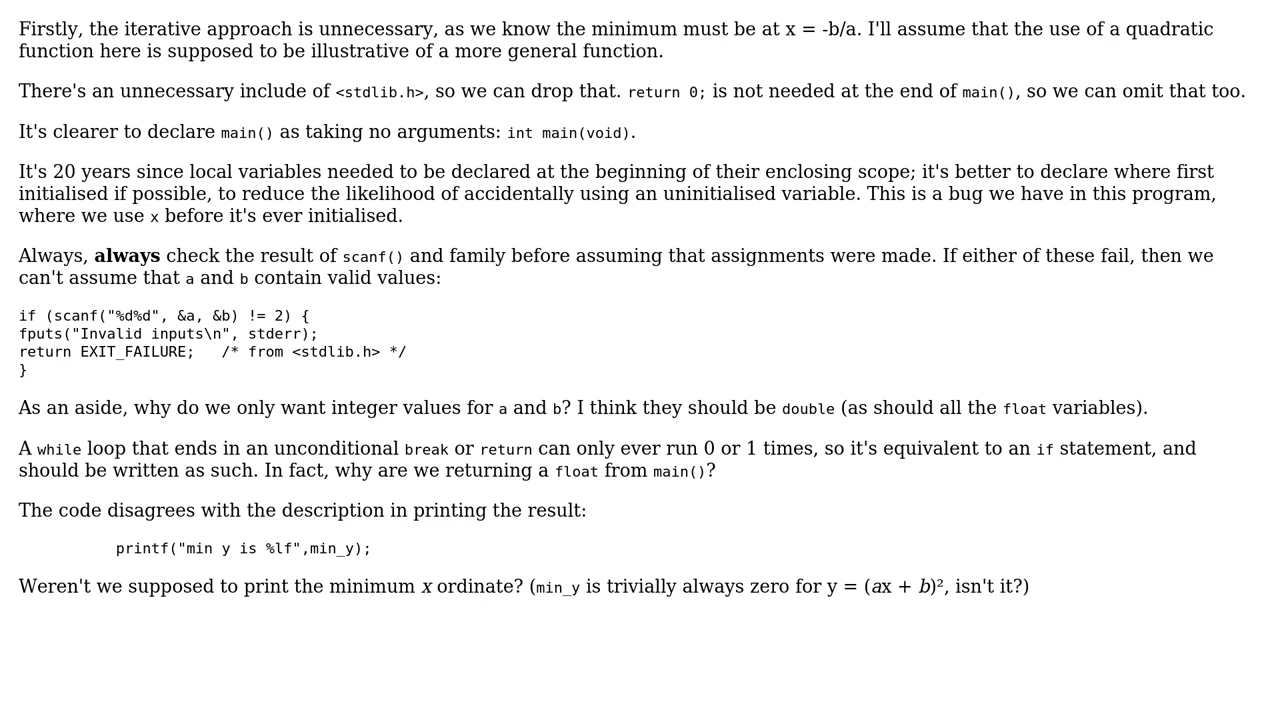 Firstly, the iterative approach is unnecessary, as we know the minimum must be at x = -b/a. I'll assume that the use of a quadratic
function here is supposed to be illustrative of a more general function.
There's an unnecessary include of <stdlib.h>, so we can drop that. return 0; is not needed at the end of main(), so we can omit that too.
It's clearer to declare main() as taking no arguments: int main(void).
It's 20 years since local variables needed to be declared at the beginning of their enclosing scope; it's better to declare where first
initialised if possible, to reduce the likelihood of accidentally using an uninitialised variable. This is a bug we have in this program,
where we use x before it's ever initialised.
Always, always check the result of scanf() and family before assuming that assignments were made. If either of these fail, then we
can't assume that a and b contain valid values:
if (scanf("%d%d", &a, &b) != 2) {
fputs("Invalid inputs\n", stderr);
return EXIT_FAILURE;   /* from <stdlib.h> */
}
As an aside, why do we only want integer values for a and b? I think they should be double (as should all the float variables).
A while loop that ends in an unconditional break or return can only ever run 0 or 1 times, so it's equivalent to an if statement, and
should be written as such. In fact, why are we returning a float from main()?
The code disagrees with the description in printing the result:
printf("min y is %lf",min_y);
Weren't we supposed to print the minimum x ordinate? (min_y is trivially always zero for y = (ax + b)², isn't it?)